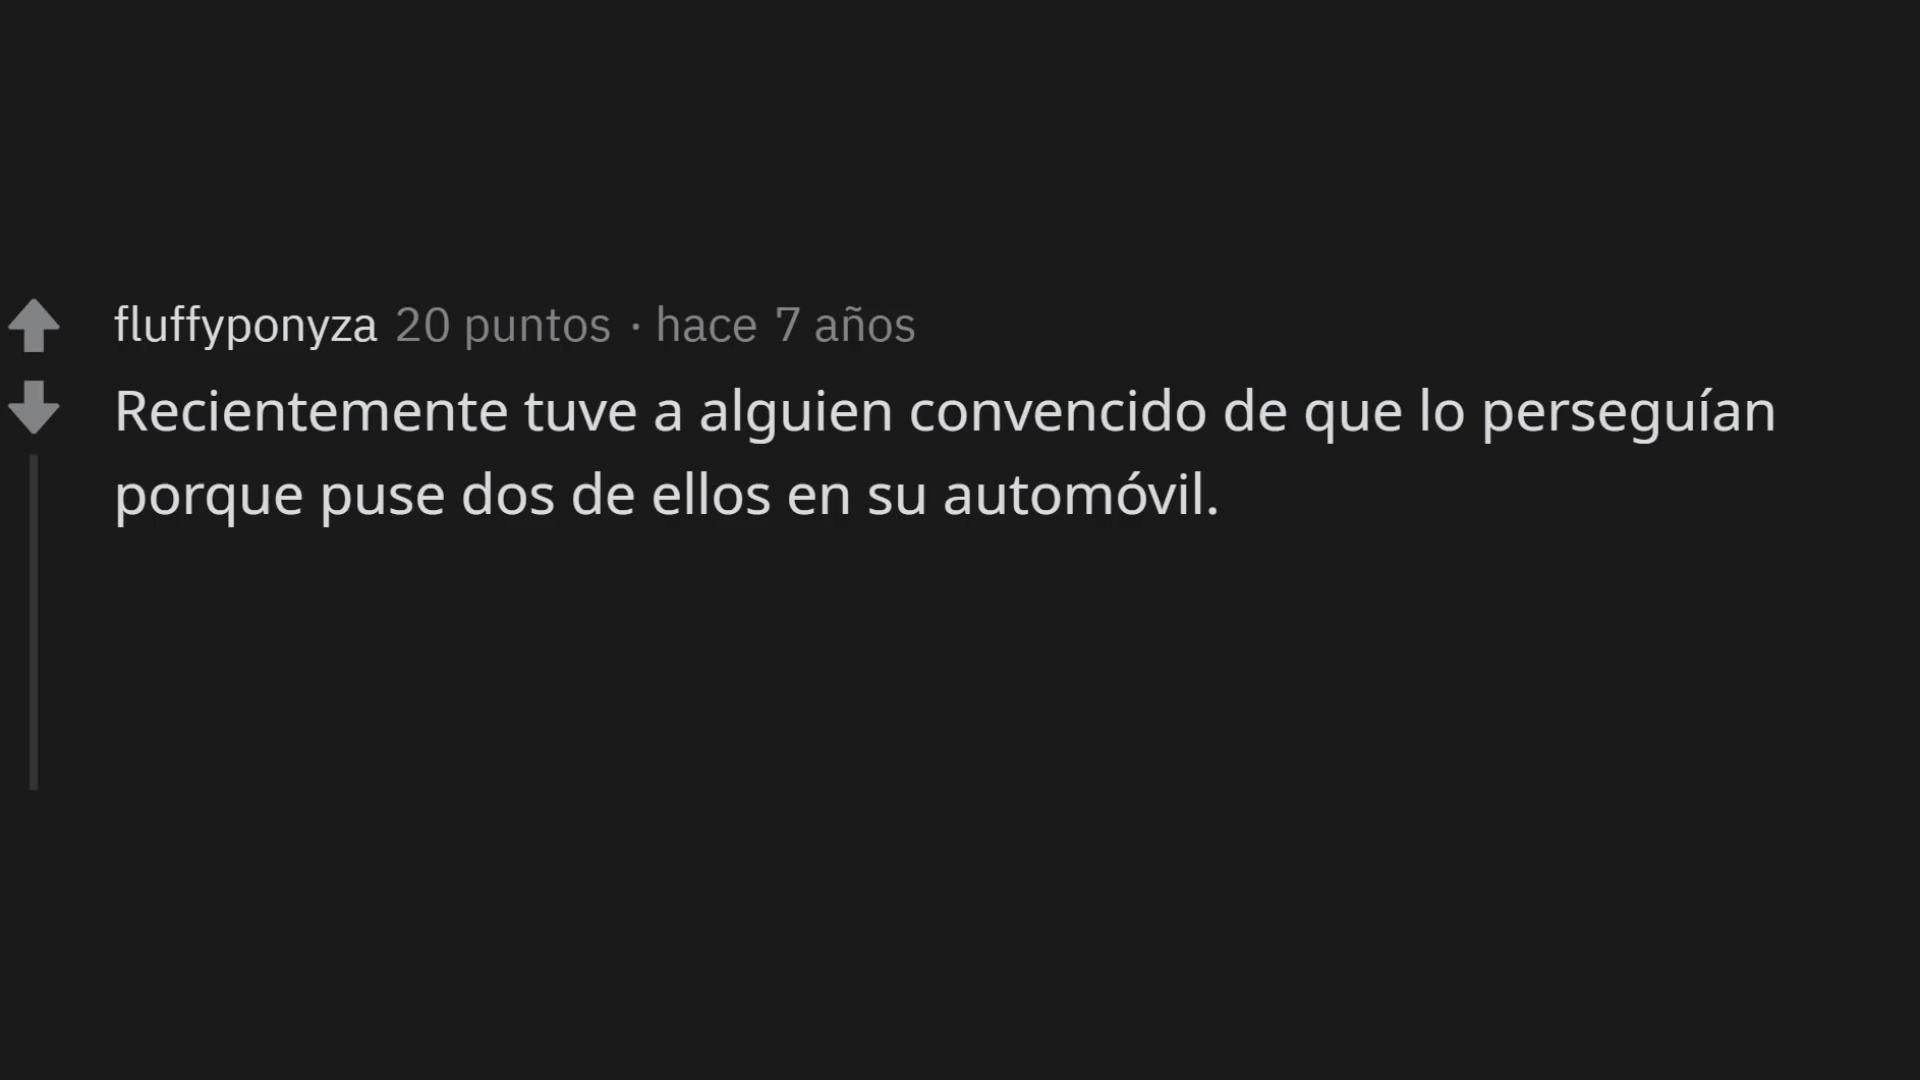 fluffyponyza 20 puntos · hace 7 años
Recientemente tuve a alguien convencido de que lo perseguían
porque puse dos de ellos en su automóvil.